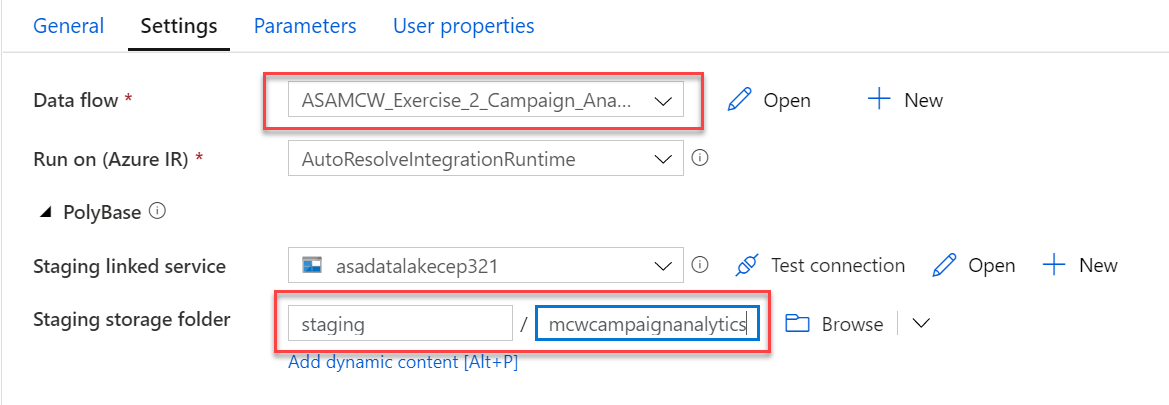 General Settings Parameters User properties
Data flow * ASAMCW_Exercise_2_Campaign_Ana... Open New
Run on (Azure IR) * AutoResolveIntegrationRuntime
PolyBase
Staging linked service asadatalakecep321 Test connection Open New
Staging storage folder staging / mcwcampaignanalytics Browse
Add dynamic content [Alt+P]